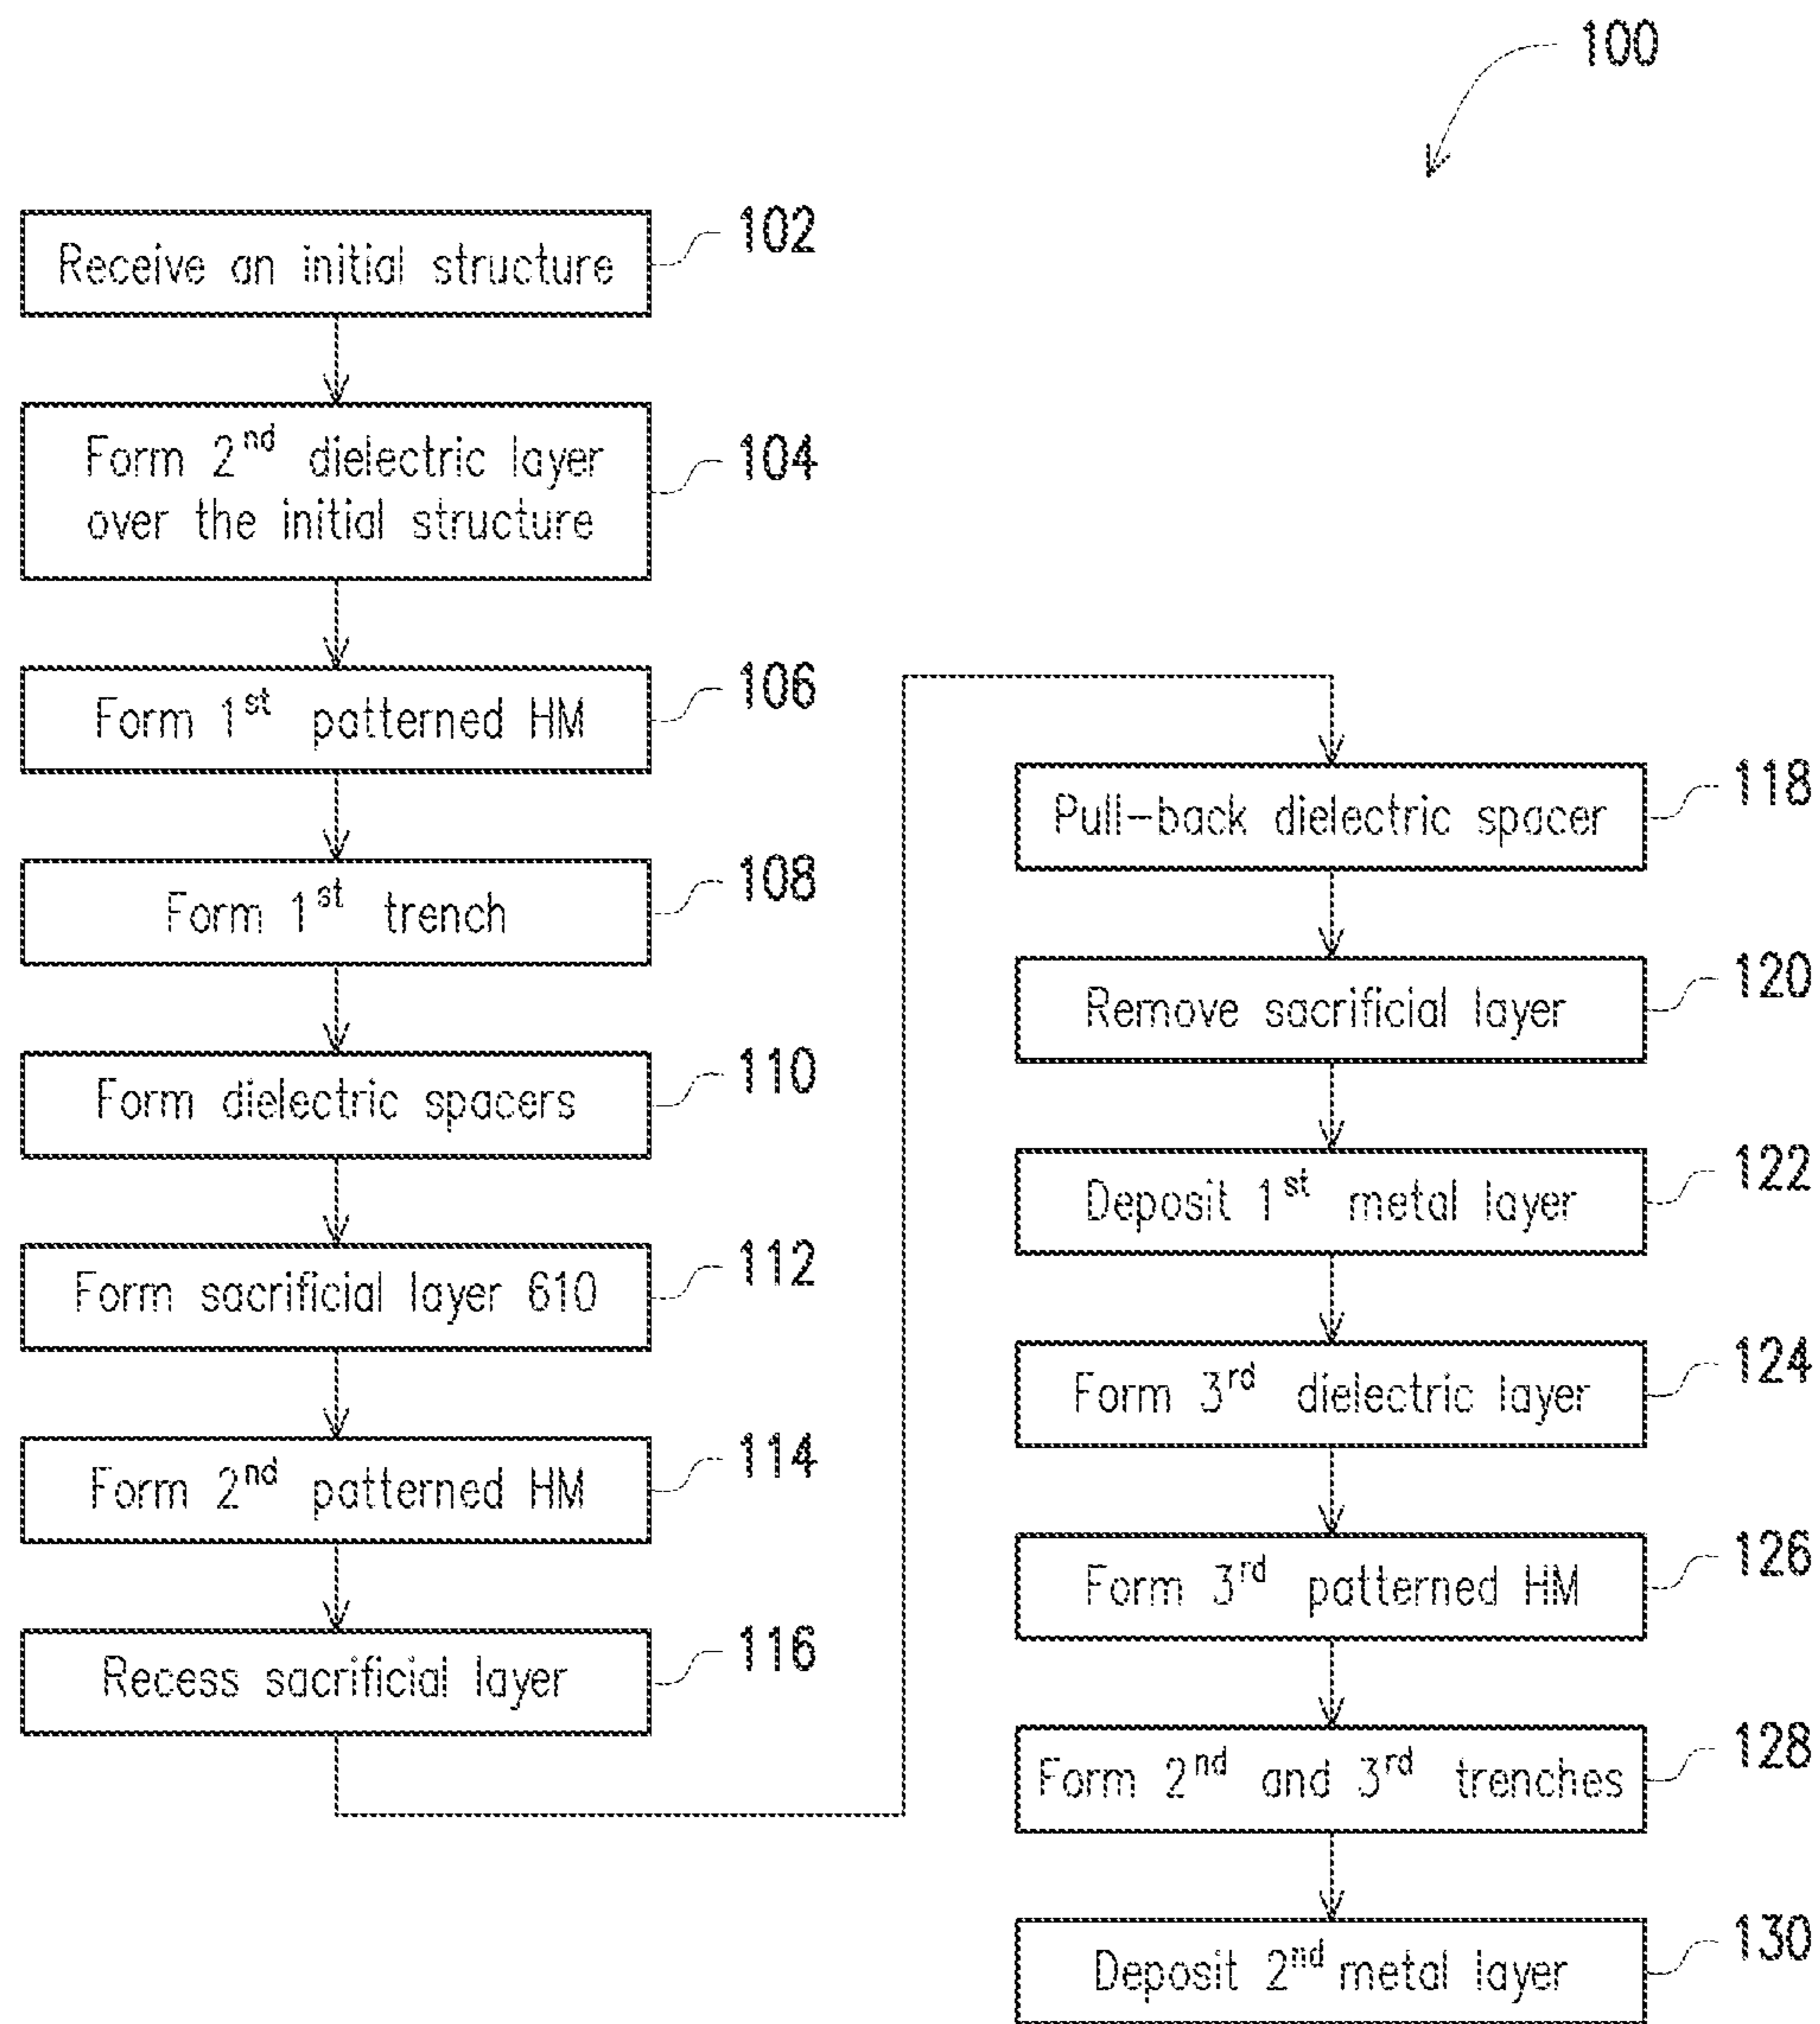 100
Receive an initial structure
102
Form 2nd dielectric layer
over the initial structure
104
Form 1st patterned HM
106
Form 1st trench
108
Form dielectric spacers
110
Form sacrificial layer 610
112
Form 2nd patterned HM
114
Recess sacrificial layer
116
Pull-back dielectric spacer
118
Remove sacrificial layer
120
Deposit 1st metal layer
122
Form 3rd dielectric layer
124
Form 3rd patterned HM
126
Form 2nd and 3rd trenches
128
Deposit 2nd metal layer
130